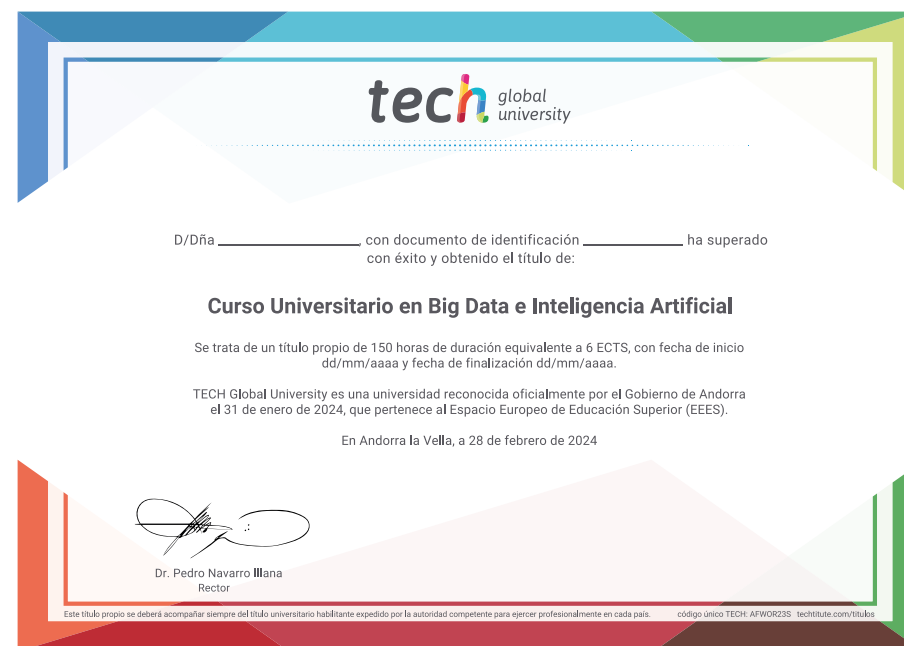 tech global university
D/Dña ____________________, con documento de identificación ______________ ha superado
con éxito y obtenido el título de:
Curso Universitario en Big Data e Inteligencia Artificial
Se trata de un título propio de 150 horas de duración equivalente a 6 ECTS, con fecha de inicio
dd/mm/aaaa y fecha de finalización dd/mm/aaaa.
TECH Global University es una universidad reconocida oficialmente por el Gobierno de Andorra
el 31 de enero de 2024, que pertenece al Espacio Europeo de Educación Superior (EEES).
En Andorra la Vella, a 28 de febrero de 2024
Dr. Pedro Navarro Illana
Rector
Este título propio se deberá acompañar siempre del título universitario habilitante expedido por la autoridad competente para ejercer profesionalmente en cada país. código único TECH: AFWOR23S techtitute.com/titulos